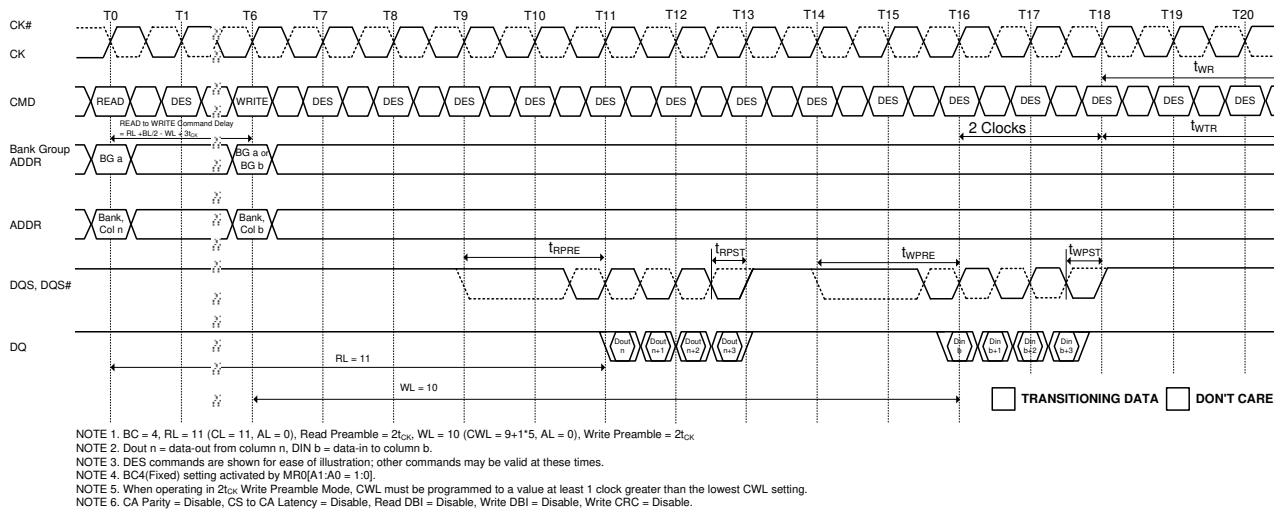 T0 T1 T6 T7 T8 T9 T10 T11 T12 T13 T14 T15 T16 T17 T18 T19 T20
CK#
CK
tWR
CMD READ DES WRITE DES DES DES DES DES DES DES DES DES DES DES DES DES DES
READ to WRITE Command Delay
= RL +BL/2 - WL + 3tCK
2 Clocks
tWTR
Bank Group
ADDR
BG a
BG a or
BG b
ADDR
Bank,
Col n
Bank,
Col b
tRPRE
tRPST
tWPRE
tWPST
DQS, DQS#
DQ
Dout
n
Dout
n+1
Dout
n+2
Dout
n+3
Din
b
Din
b+1
Din
b+2
Din
b+3
RL = 11
WL = 10
TRANSITIONING DATA
DON'T CARE
NOTE 1. BC = 4, RL = 11 (CL = 11, AL = 0), Read Preamble = 2tCK, WL = 10 (CWL = 9+1*5, AL = 0), Write Preamble = 2tCK
NOTE 2. Dout n = data-out from column n, DIN b = data-in to column b.
NOTE 3. DES commands are shown for ease of illustration; other commands may be valid at these times.
NOTE 4. BC4(Fixed) setting activated by MR0[A1:A0 = 1:0].
NOTE 5. When operating in 2tCK Write Preamble Mode, CWL must be programmed to a value at least 1 clock greater than the lowest CWL setting.
NOTE 6. CA Parity = Disable, CS to CA Latency = Disable, Read DBI = Disable, Write DBI = Disable, Write CRC = Disable.